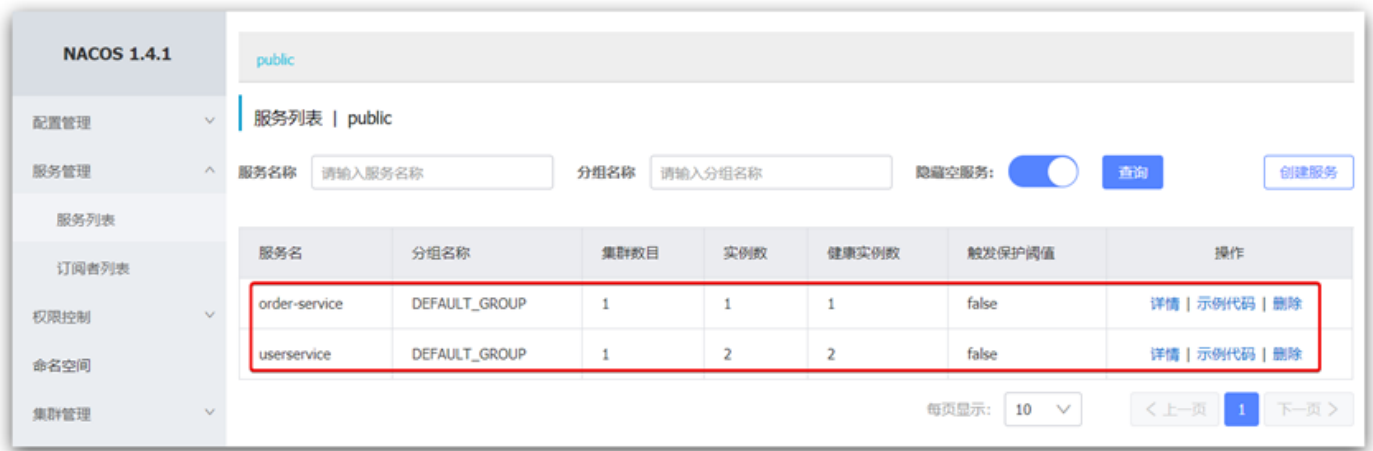 NACOS 1.4.1
public
配置管理
服务列表 | public
服务管理
服务名称 请输入服务名称 分组名称 请输入分组名称 隐藏空服务: 查询 创建服务
服务列表
订阅者列表
服务名 分组名称 集群数目 实例数 健康实例数 触发保护阈值 操作
order-service DEFAULT_GROUP 1 1 1 false 详情 | 示例代码 | 删除
权限控制
userservice DEFAULT_GROUP 1 2 2 false 详情 | 示例代码 | 删除
命名空间
集群管理
每页显示: 10 < 上一页 1 下一页 >